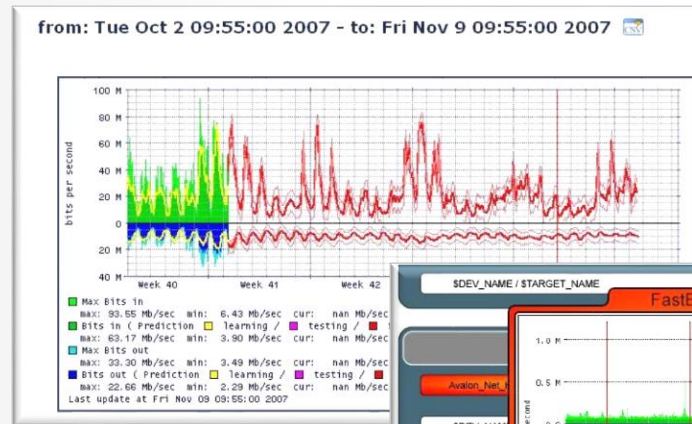 from: Tue Oct 2 09:55:00 2007 - to: Fri Nov 9 09:55:00 2007 CSV
100 M
80 M
60 M
40 M
20 M
0
20 M
40 M
bits per second
Week 40 Week 41 Week 42
Max Bits in
max: 93.55 Mb/sec min: 6.43 Mb/sec cur: nan Mb/sec
Bits in ( Prediction learning / testing /
max: 63.17 Mb/sec min: 3.90 Mb/sec cur: nan Mb/sec
Max Bits out
max: 33.30 Mb/sec min: 3.49 Mb/sec cur: nan Mb/sec
Bits out ( Prediction learning / testing /
max: 22.66 Mb/sec min: 2.29 Mb/sec cur: nan Mb/sec
Last update at Fri Nov 09 09:55:00 2007
$DEV_NAME / $TARGET_NAME
1.0 M
0.5 M